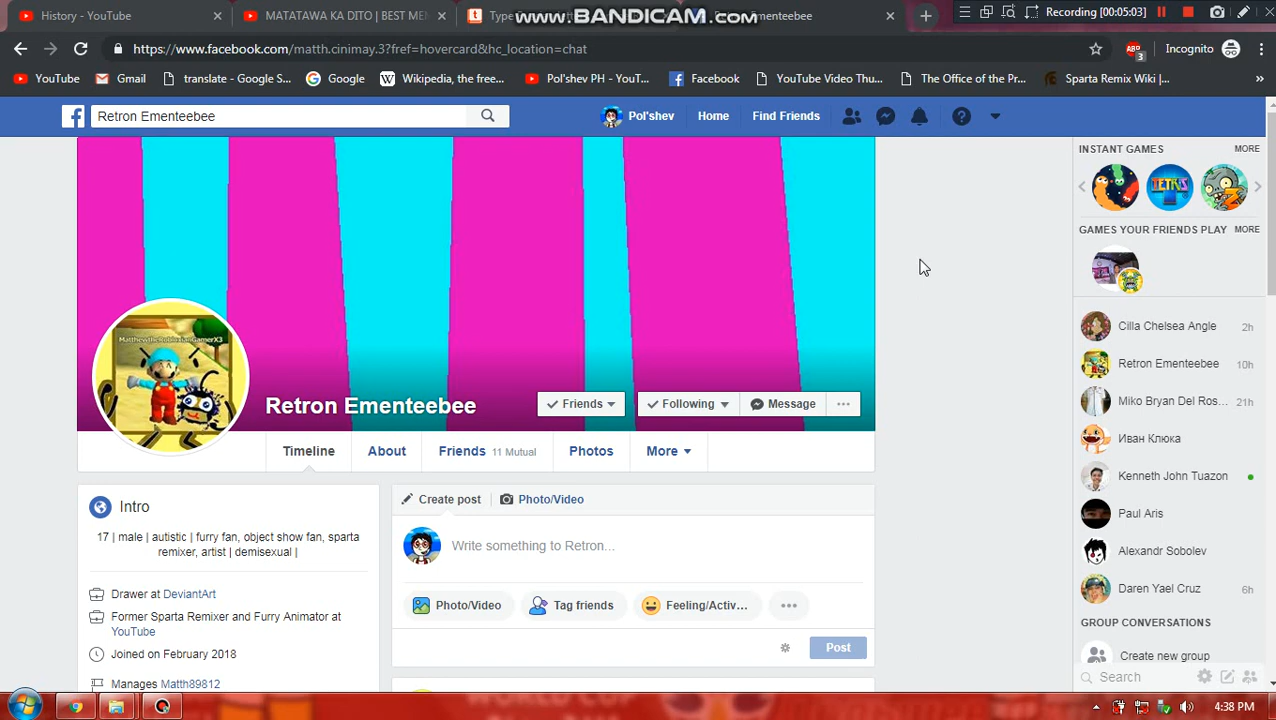 History - YouTube
MATATAWA KA DITO | BEST MEN
Type
www.BANDICAM.com
Ementeebee
Recording [00:05:03]
https://www.facebook.com/matth.cinimay.3?fref=hovercard&hc_location=chat
3
Incognito
YouTube
Gmail
translate - Google S...
Google
Wikipedia, the free...
Pol'shev PH - YouT...
Facebook
YouTube Video Thu...
The Office of the Pr...
Sparta Remix Wiki |...
Retron Ementeebee
Pol'shev
Home
Find Friends
INSTANT GAMES
MORE
TETRIS
GAMES YOUR FRIENDS PLAY
MORE
MatthewtheRobloxianGamerX3
Retron Ementeebee
Friends
Following
Message
Timeline
About
Friends 11 Mutual
Photos
More
Intro
17 | male | autistic | furry fan, object show fan, sparta
remixer, artist | demisexual |
Drawer at DeviantArt
Former Sparta Remixer and Furry Animator at
YouTube
Joined on February 2018
Manages Matth89812
Create post
Photo/Video
Write something to Retron...
Photo/Video
Tag friends
Feeling/Activ...
Post
Cilla Chelsea Angle 2h
Retron Ementeebee 10h
Miko Bryan Del Ros... 21h
Иван Клюка
Kenneth John Tuazon
Paul Aris
Alexandr Sobolev
Daren Yael Cruz 6h
GROUP CONVERSATIONS
Create new group
Search
4:38 PM